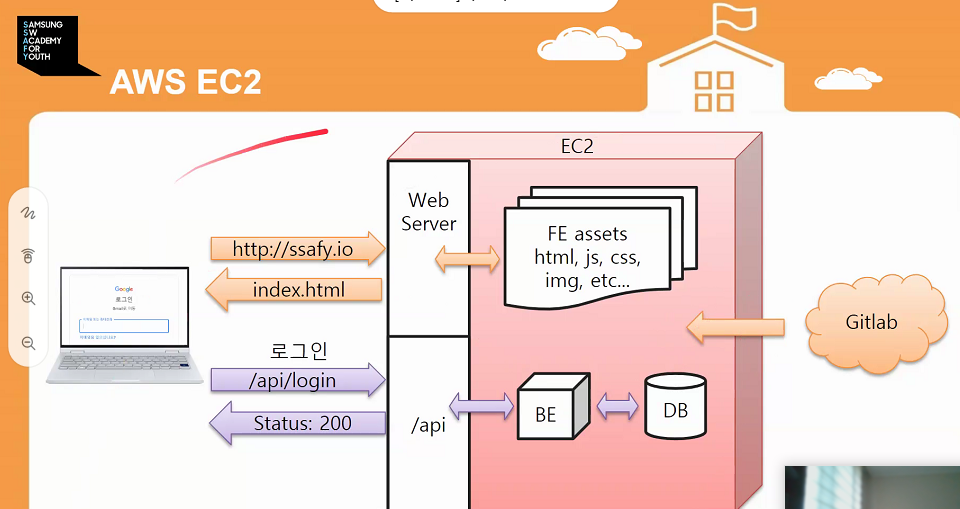 SAMSUNG
SW
ACADEMY
FOR
YOUTH
AWS EC2
EC2
Web
Server
FE assets
html, js, css,
img, etc...
http://ssafy.io
index.html
Google
로그인
Gitlab
로그인
/api/login
Status: 200
/api
BE
DB